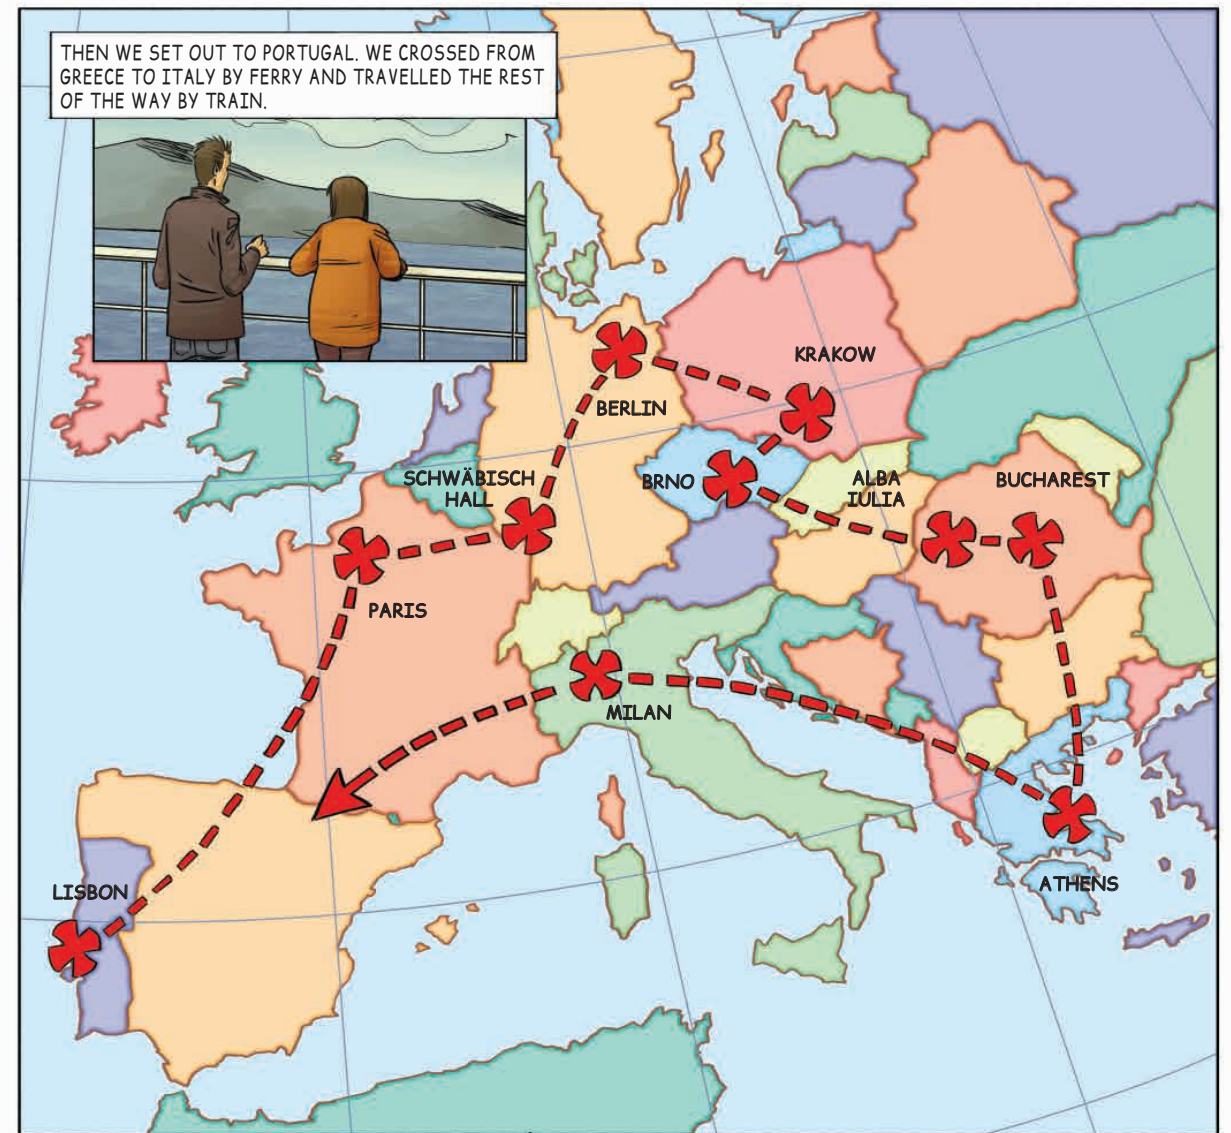 THEN WE SET OUT TO PORTUGAL. WE CROSSED FROM
GREECE TO ITALY BY FERRY AND TRAVELLED THE REST
OF THE WAY BY TRAIN.
KRAKOW
BERLIN
SCHWÄBISCH
HALL
BRNO
ALBA
IULIA
BUCHAREST
PARIS
MILAN
LISBON
ATHENS